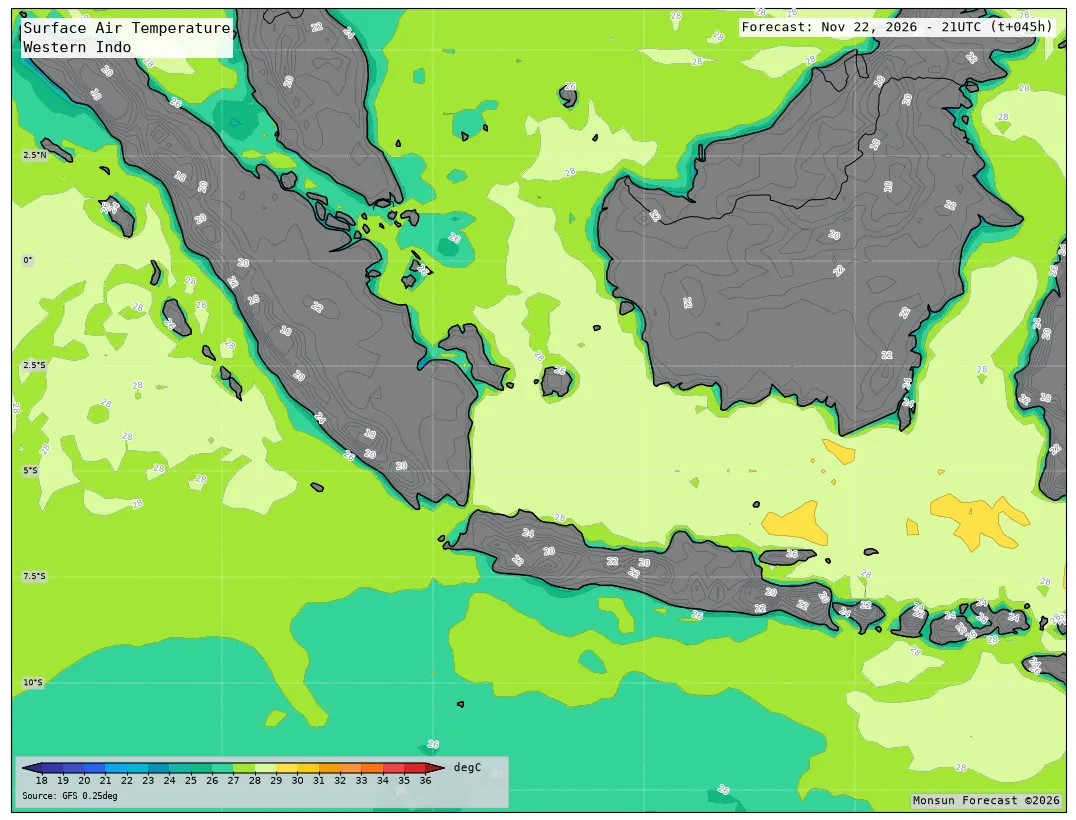 Surface Air Temperature
Western Indo
Forecast: Nov 22, 2026 - 21UTC (t+045h)
2.5°N
0°
2.5°S
5°S
7.5°S
10°S
18 19 20 21 22 23 24 25 26 27 28 29 30 31 32 33 34 35 36 degC
Source: GFS 0.25deg
Monsun Forecast ©2026